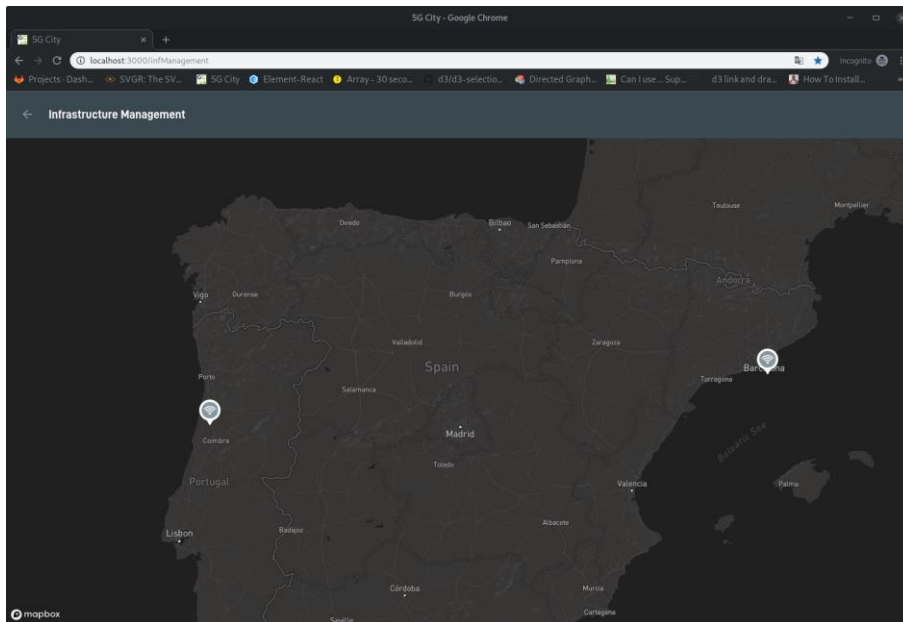 5G City - Google Chrome
5G City
localhost:3000/infManagement
Incognito
Projects · Dash...
SVGR: The SV...
5G City
Element-React
Array - 30 seco...
d3/d3-selectio...
Directed Graph...
Can I use... Sup...
d3 link and dra...
How To Install...
Infrastructure Management
Toulouse
Montpellier
Oviedo
Bilbao
San Sebastián
Pamplona
Andorra
Vigo
Ourense
Burgos
Valladolid
Zaragoza
Spain
Barcelona
Porto
Tarragona
Salamanca
Madrid
Coimbra
Balearic Sea
Toledo
Portugal
Valencia
Palma
Albacete
Lisbon
Badajoz
Córdoba
Murcia
Cartagena
Seville
mapbox